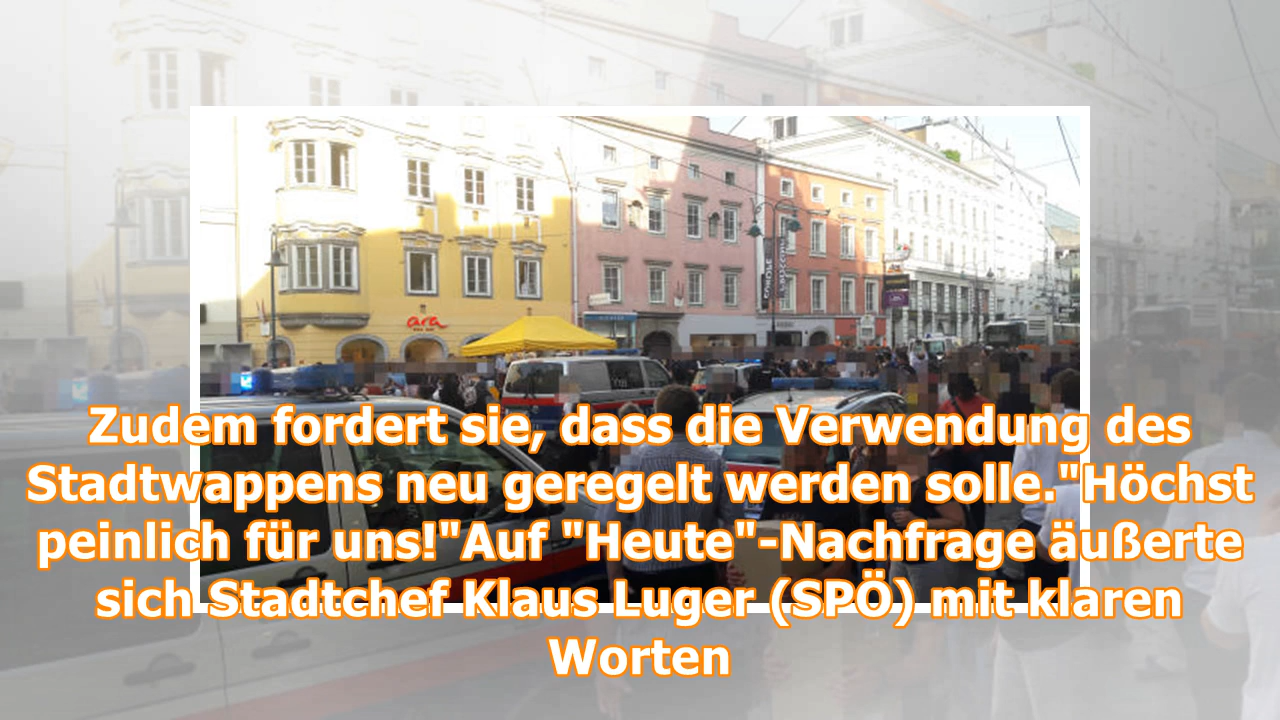 ara
Zudem fordert sie, dass die Verwendung des
Stadtwappens neu geregelt werden solle."Höchst
peinlich für uns!"Auf "Heute"-Nachfrage äußerte
sich Stadtchef Klaus Luger (SPÖ) mit klaren
Worten